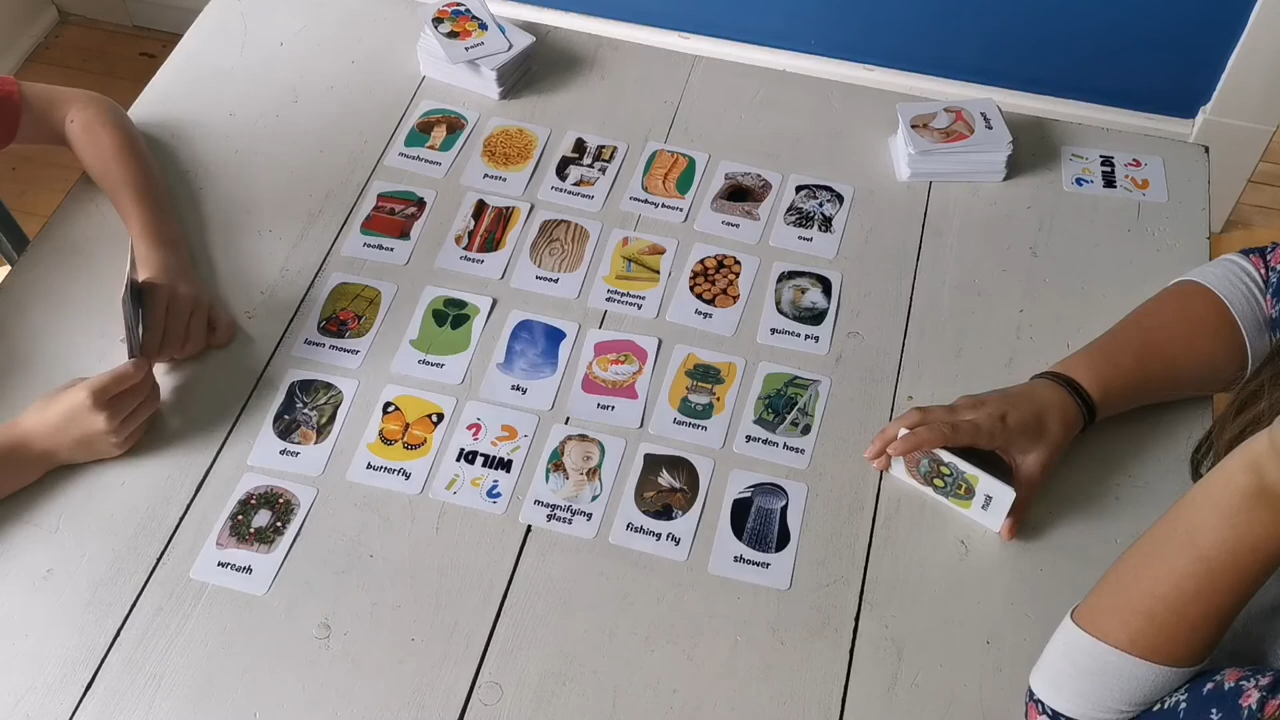 paint
diaper
WILD!
mushroom
pasta
restaurant
cowboy boots
cave
owl
toolbox
closet
wood
telephone
directory
logs
guinea pig
lawn mower
clover
sky
tart
lantern
garden hose
deer
butterfly
WILD!
magnifying
glass
fishing fly
shower
wreath
mask